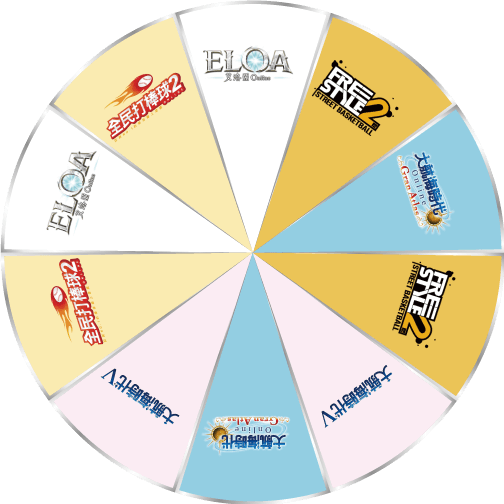 ELOA
艾洛亞 Online
FREE
STYLE 2
STREET BASKETBALL
大航海時代
Online
Gran Atlas
FREE
STYLE 2
STREET BASKETBALL
大航海時代V
大航海時代
Online
Gran Atlas
大航海時代V
全民打棒球2
ELOA
Online
全民打棒球2